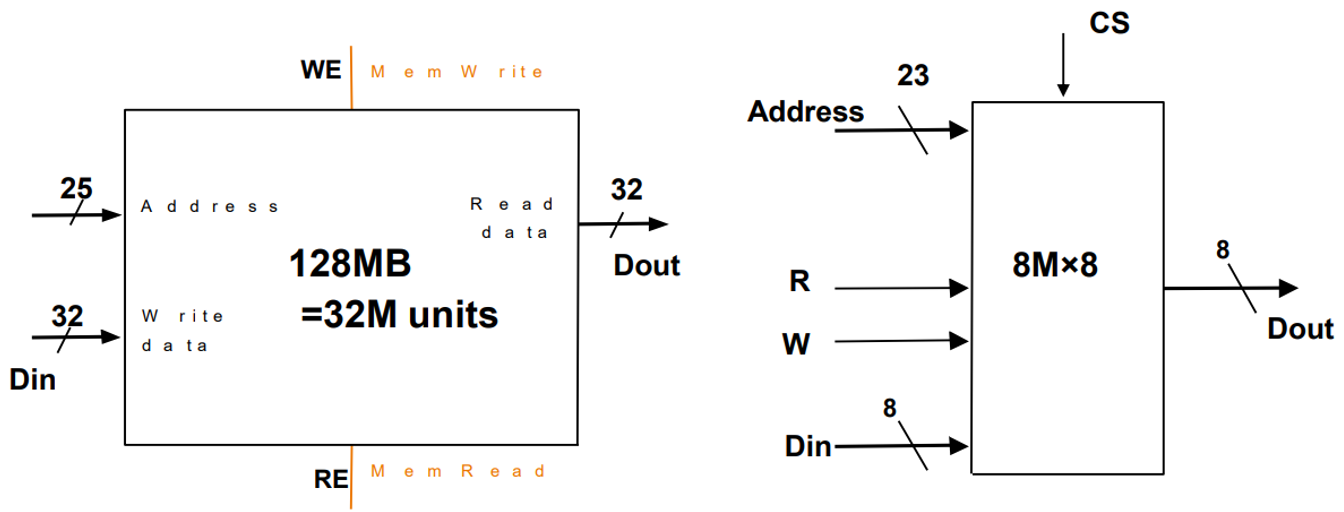 WE
MemWrite
25
Address
Read
data
32
Dout
128MB
=32M units
32
Write
data
Din
RE
MemRead
CS
23
Address
8M×8
R
W
8
Din
8
Dout